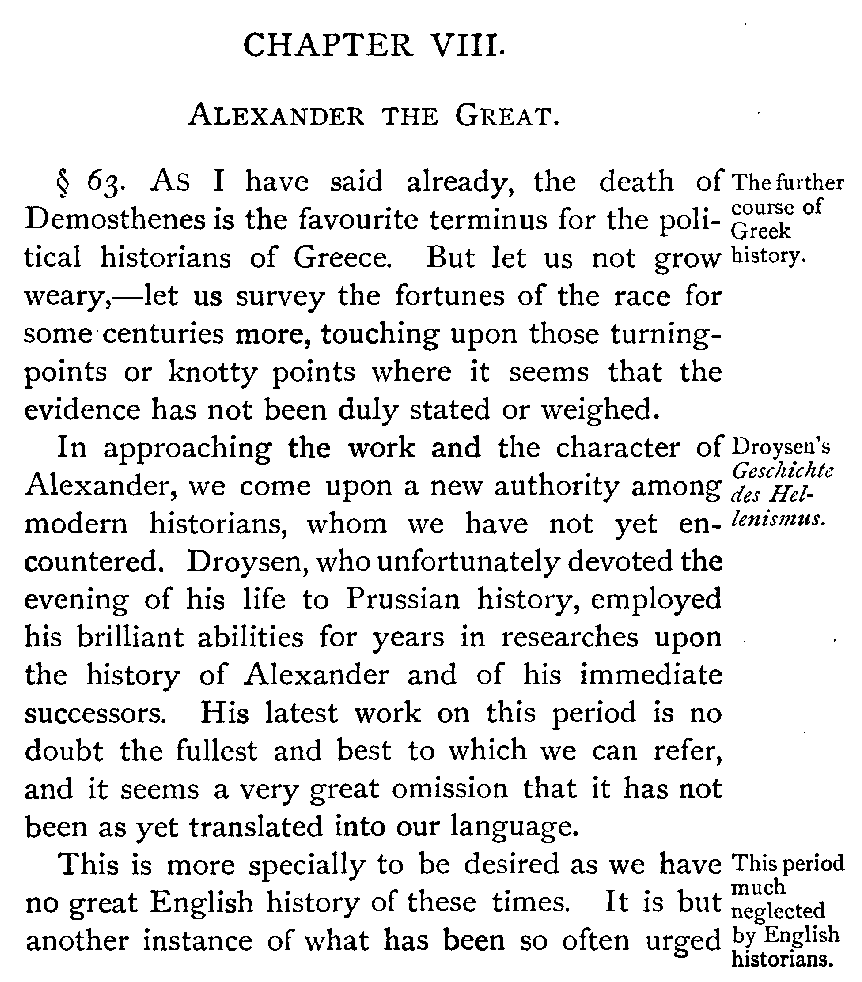 CHAPTER VIII.
ALEXANDER THE GREAT.
§ 63. AS I have said already, the death of
Demosthenes is the favourite terminus for the poli-
tical historians of Greece. But let us not grow
weary,—let us survey the fortunes of the race for
some centuries more, touching upon those turning-
points or knotty points where it seems that the
evidence has not been duly stated or weighed.
The further
course of
Greek
history.
In approaching the work and the character of
Alexander, we come upon a new authority among
modern historians, whom we have not yet en-
countered. Droysen, who unfortunately devoted the
evening of his life to Prussian history, employed
his brilliant abilities for years in researches upon
the history of Alexander and of his immediate
successors. His latest work on this period is no
doubt the fullest and best to which we can refer,
and it seems a very great omission that it has not
been as yet translated into our language.
Droysen's
Geschichte
des Hel-
lenismus.
This is more specially to be desired as we have
no great English history of these times. It is but
another instance of what has been so often urged
This period
much
neglected
by English
historians.